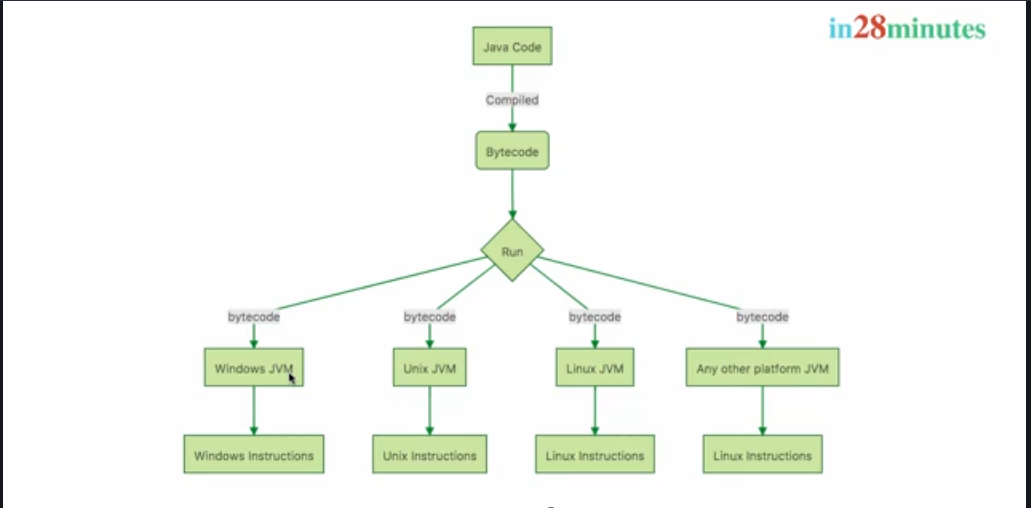 in28minutes
Java Code
Compiled
Bytecode
Run
bytecode bytecode bytecode bytecode
Windows JVM Unix JVM Linux JVM Any other platform JVM
Windows Instructions Unix Instructions Linux Instructions Linux Instructions